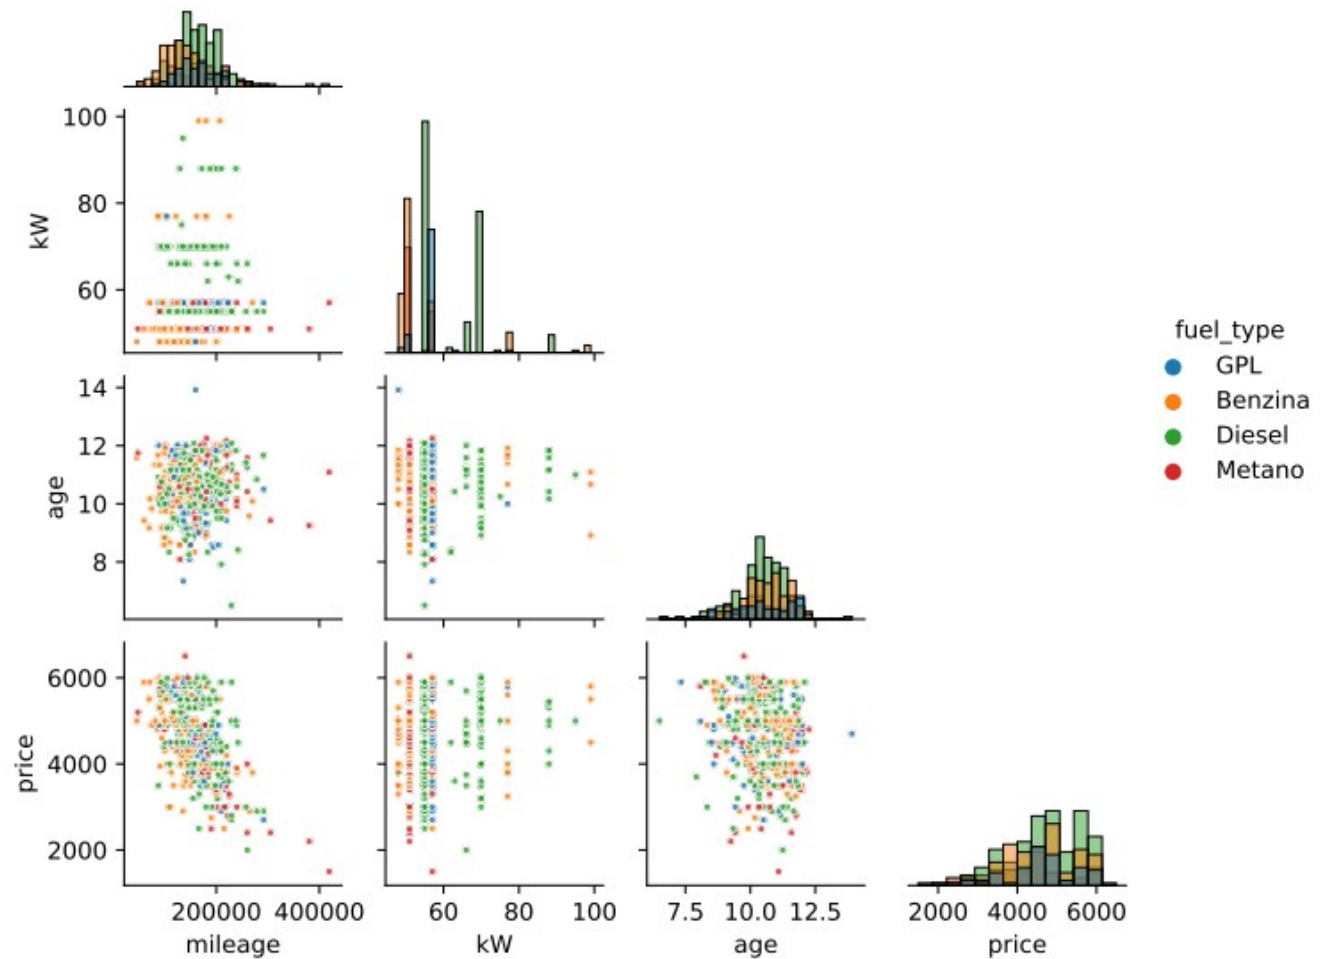 100
80
60
kW
14
12
10
8
age
6000
4000
2000
price
200000 400000
mileage
60 80 100
kW
7.5 10.0 12.5
age
2000 4000 6000
price
fuel_type
GPL
Benzina
Diesel
Metano